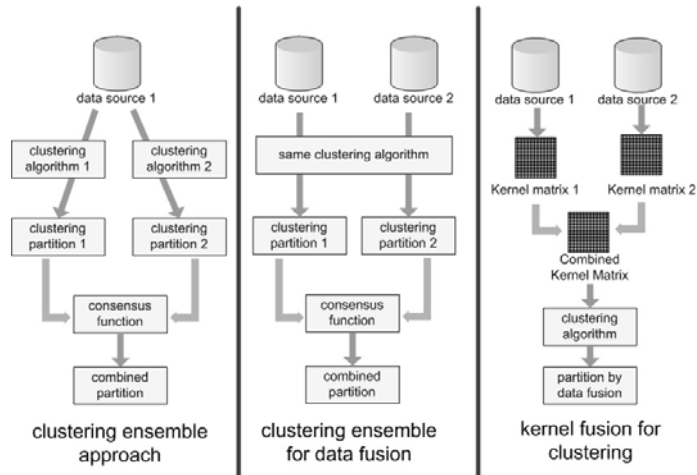 data source 1
clustering
algorithm 1
clustering
algorithm 2
clustering
partition 1
clustering
partition 2
consensus
function
combined
partition
clustering ensemble
approach
data source 1
data source 2
same clustering algorithm
clustering
partition 1
clustering
partition 2
consensus
function
combined
partition
clustering ensemble
for data fusion
data source 1
data source 2
Kernel matrix 1
Kernel matrix 2
Combined
Kernel Matrix
clustering
algorithm
partition by
data fusion
kernel fusion for
clustering